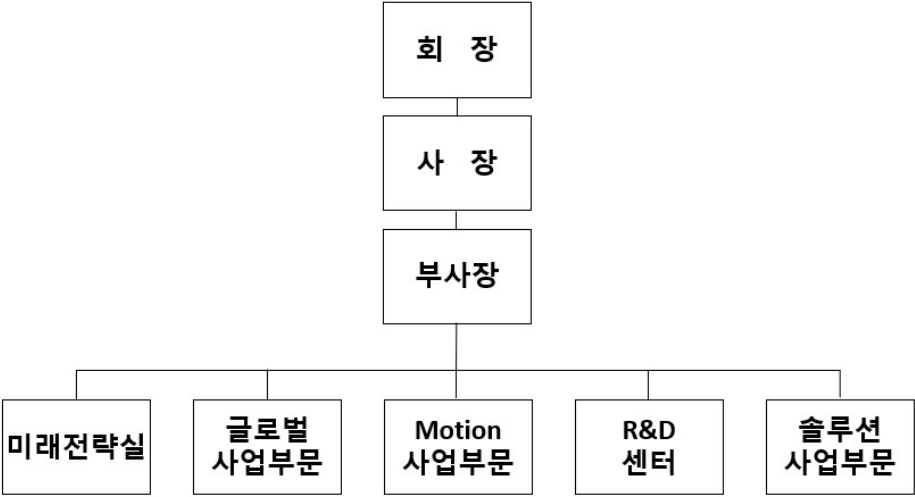 회 장
사 장
부사장
미래전략실
글로벌
사업부문
Motion
사업부문
R&D
센터
솔루션
사업부문